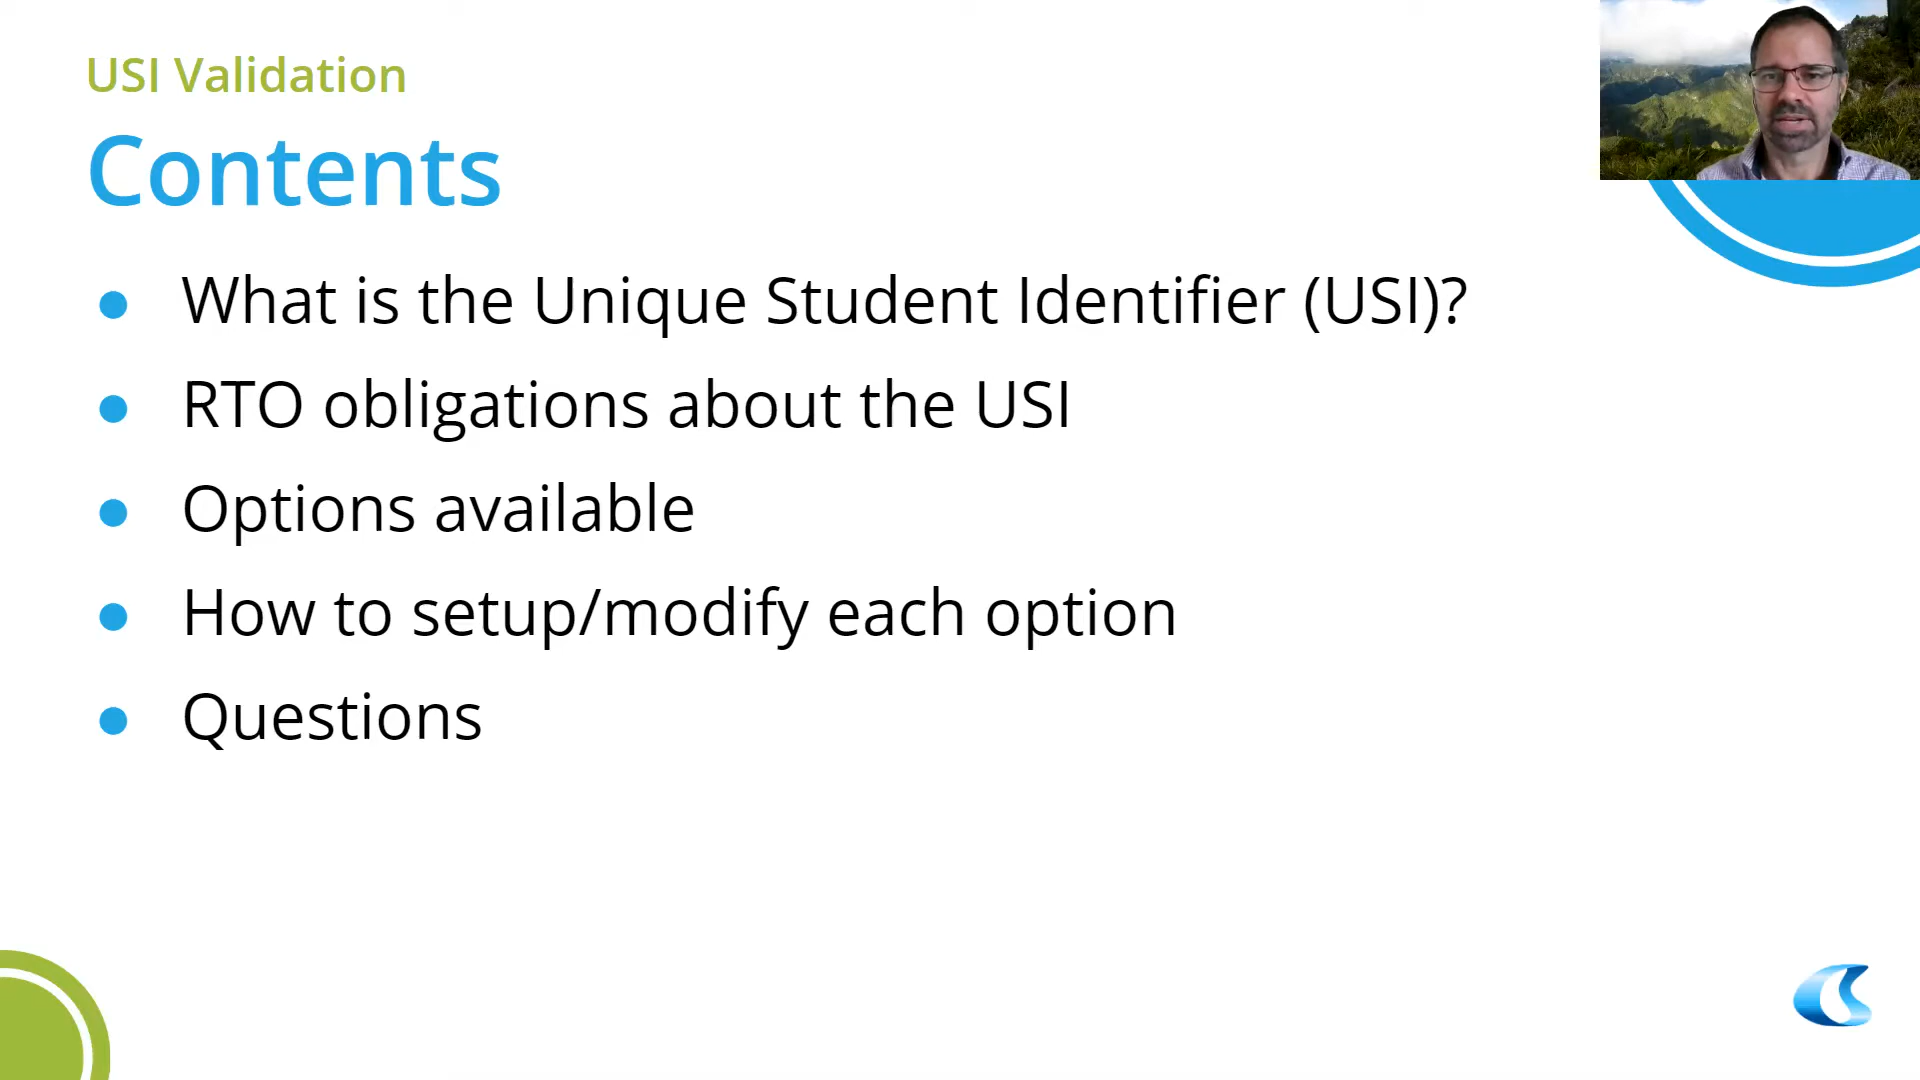 USI Validation
Contents
What is the Unique Student Identifier (USI)?
RTO obligations about the USI
Options available
How to setup/modify each option
Questions